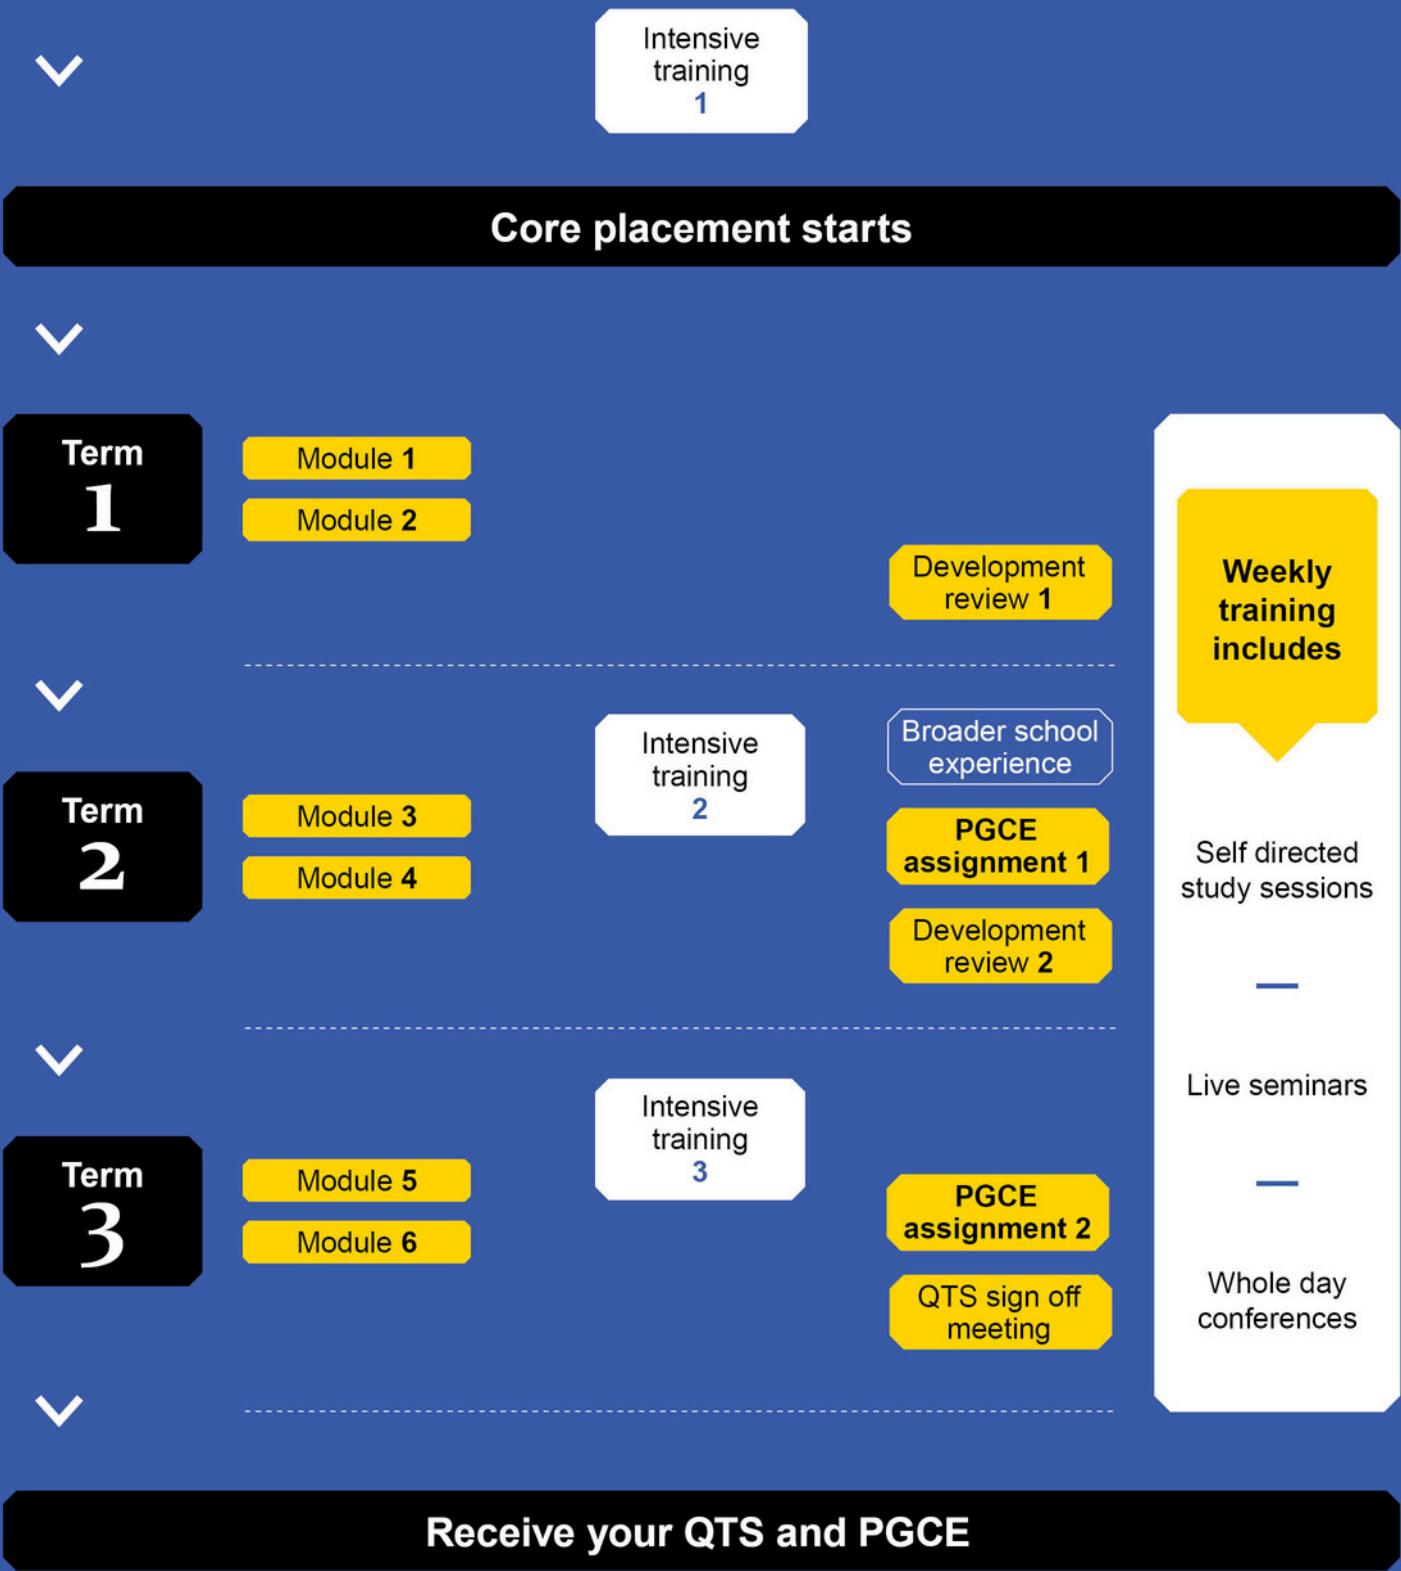 Intensive
training
1
Core placement starts
Term
1
Module 1
Module 2
Development
review 1
Term
2
Module 3
Module 4
Intensive
training
2
Broader school
experience
PGCE
assignment 1
Development
review 2
Term
3
Module 5
Module 6
Intensive
training
3
PGCE
assignment 2
QTS sign off
meeting
Weekly
training
includes
Self directed
study sessions
Live seminars
Whole day
conferences
Receive your QTS and PGCE